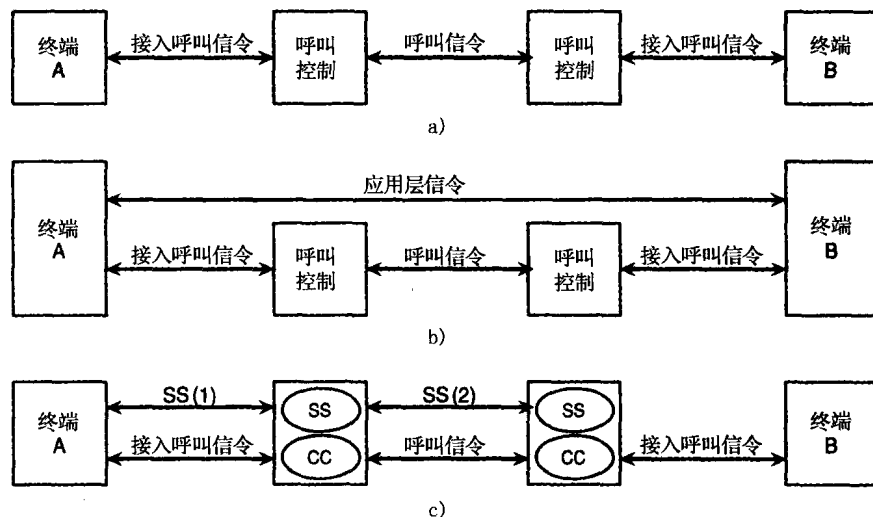 终端 A 接入呼叫信令 呼叫控制 呼叫信令 呼叫控制 接入呼叫信令 终端 B
a)
应用层信令
终端 A 接入呼叫信令 呼叫控制 呼叫信令 呼叫控制 接入呼叫信令 终端 B
b)
SS(1) SS SS(2) SS
终端 A 接入呼叫信令 CC 呼叫信令 CC 接入呼叫信令 终端 B
c)